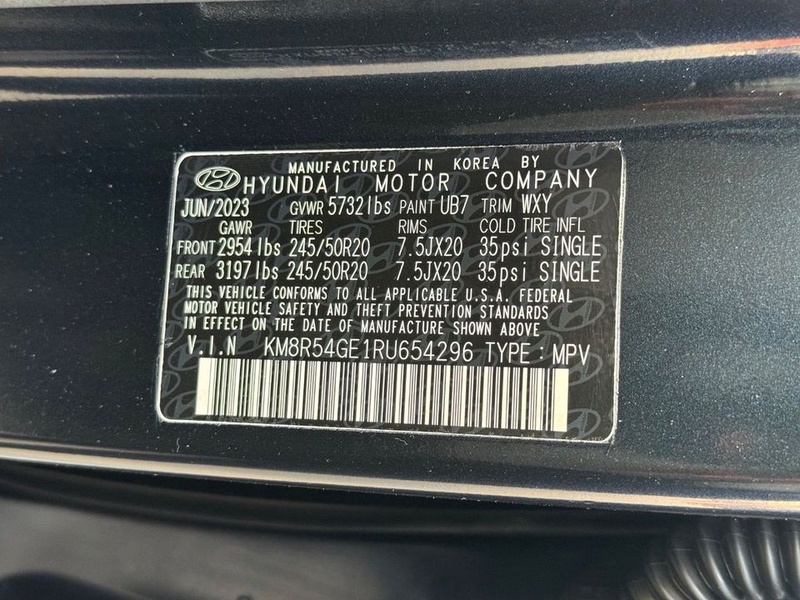 MANUFACTURED IN KOREA BY
HYUNDAI MOTOR COMPANY
JUN/2023 GVWR 5732lbs PAINT UB7 TRIM WXY
GAWR TIRES RIMS COLD TIRE INFL
FRONT 2954lbs 245/50R20 7.5JX20 35psi SINGLE
REAR 3197lbs 245/50R20 7.5JX20 35psi SINGLE
THIS VEHICLE CONFORMS TO ALL APPLICABLE U.S.A. FEDERAL
MOTOR VEHICLE SAFETY AND THEFT PREVENTION STANDARDS
IN EFFECT ON THE DATE OF MANUFACTURE SHOWN ABOVE
V.I.N KM8R54GE1RU654296 TYPE : MPV